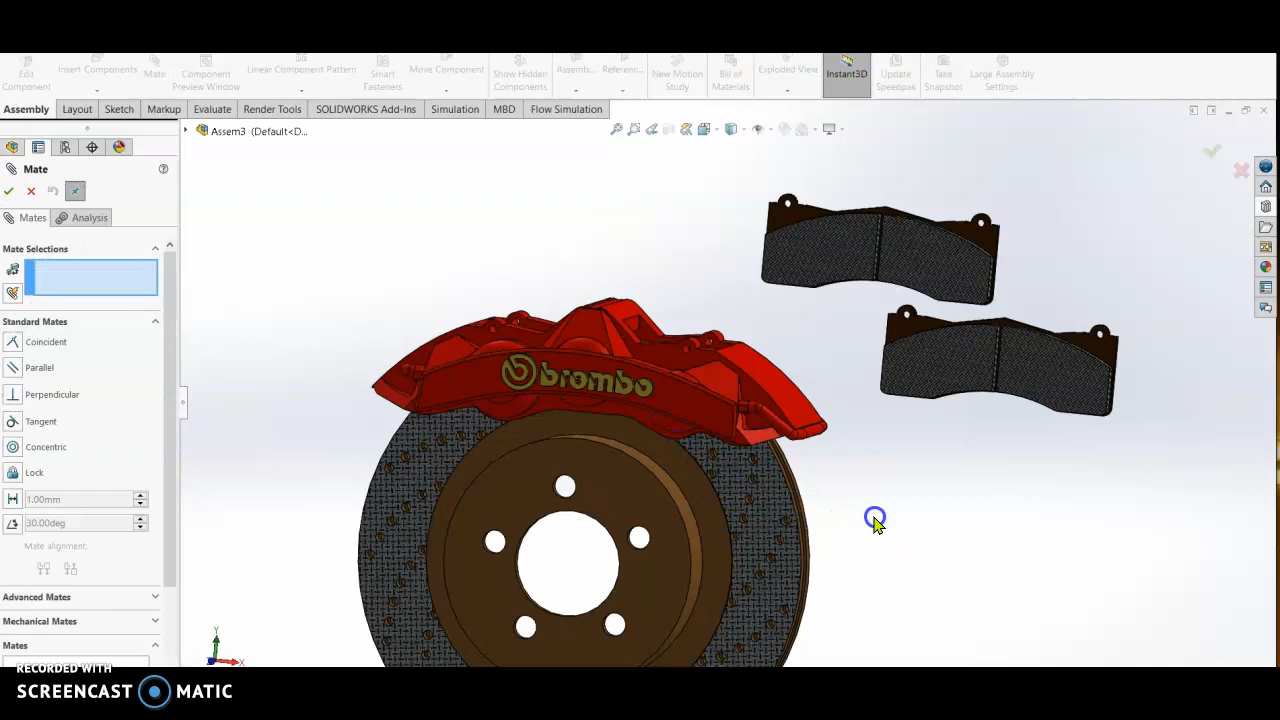 Edit Component
Insert Components
Mate
Component Preview Window
Linear Component Pattern
Smart Fasteners
Move Component
Show Hidden Components
Assemb...
Referenc...
New Motion Study
Bill of Materials
Exploded View
Instant3D
Update Speedpak
Take Snapshot
Large Assembly Settings
Assembly
Layout
Sketch
Markup
Evaluate
Render Tools
SOLIDWORKS Add-Ins
Simulation
MBD
Flow Simulation
Assem3 (Default<D...
Mate
Mates
Analysis
Mate Selections
Standard Mates
Coincident
Parallel
Perpendicular
Tangent
Concentric
Lock
1.00mm
30.00deg
Mate alignment:
Advanced Mates
Mechanical Mates
Mates
brombo
Y
X
RECORDED WITH
SCREENCAST MATIC